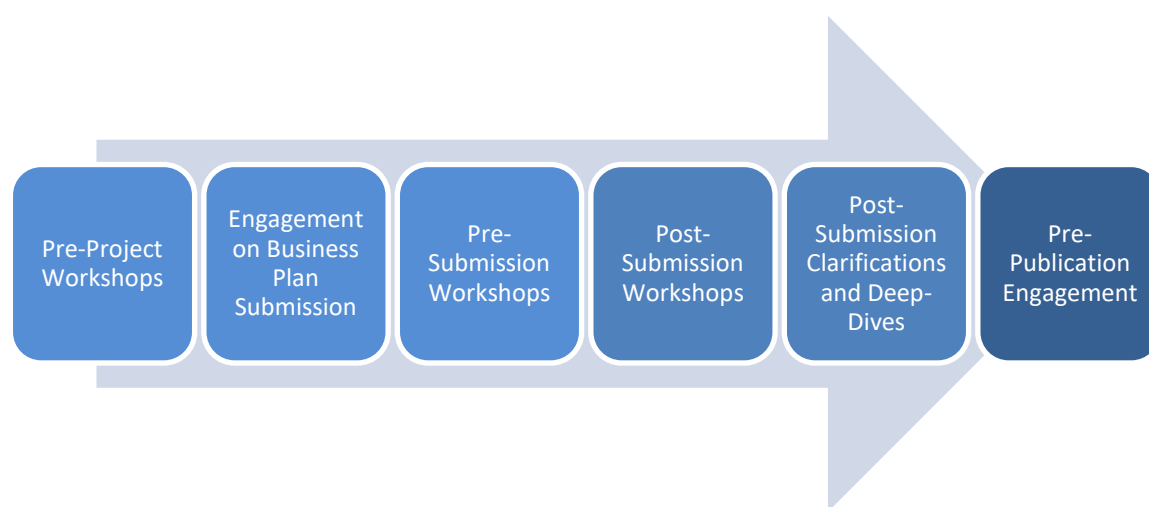 Pre-Project
Workshops
Engagement
on Business
Plan
Submission
Pre-
Submission
Workshops
Post-
Submission
Workshops
Post-
Submission
Clarifications
and Deep-
Dives
Pre-
Publication
Engagement